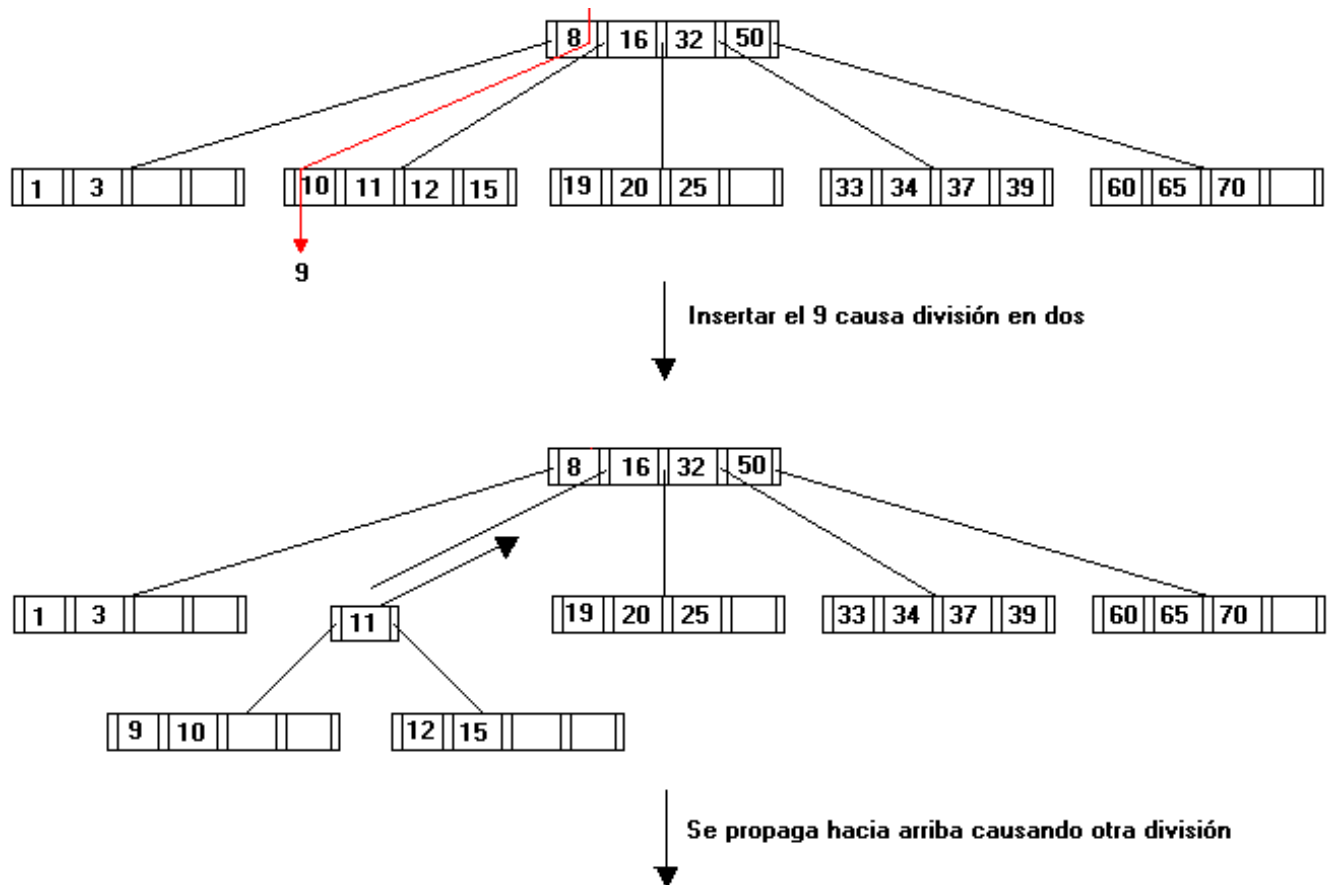 8 16 32 50
1 3 10 11 12 15 19 20 25 33 34 37 39 60 65 70
9
Insertar el 9 causa división en dos
8 16 32 50
1 3 11 19 20 25 33 34 37 39 60 65 70
9 10 12 15
Se propaga hacia arriba causando otra división